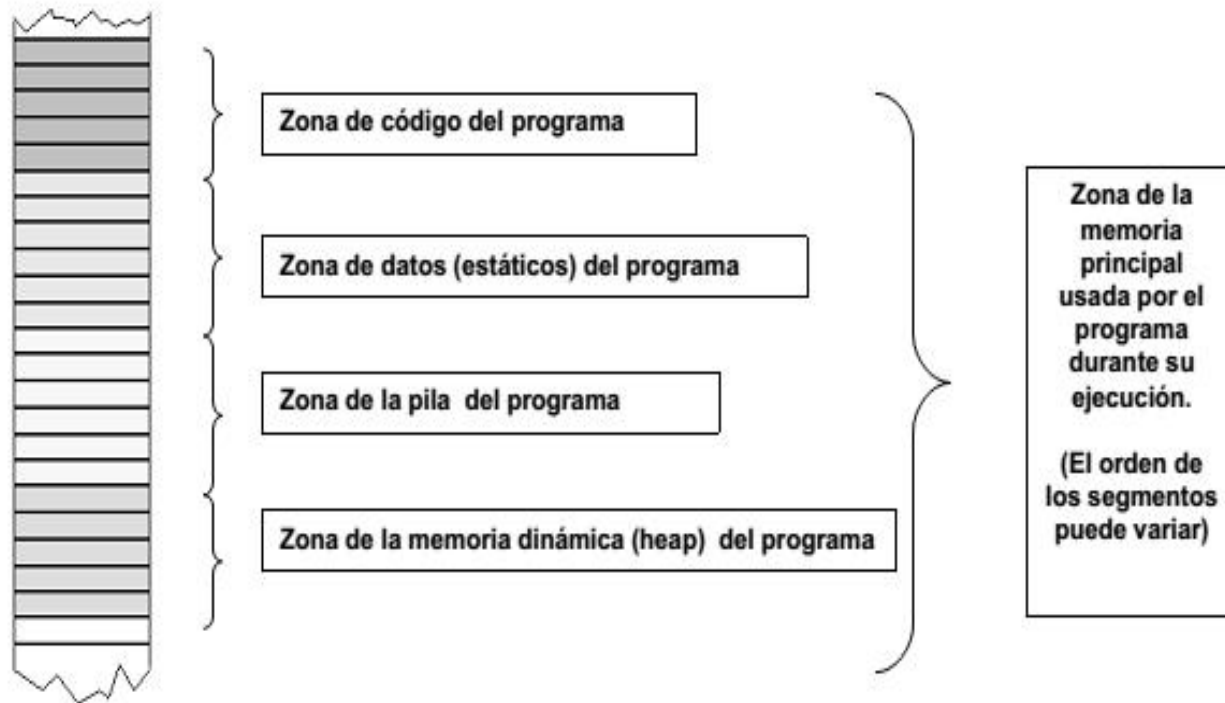 Zona de código del programa
Zona de datos (estáticos) del programa
Zona de la pila del programa
Zona de la memoria dinámica (heap) del programa
Zona de la
memoria
principal
usada por el
programa
durante su
ejecución.
(El orden de
los segmentos
puede variar)